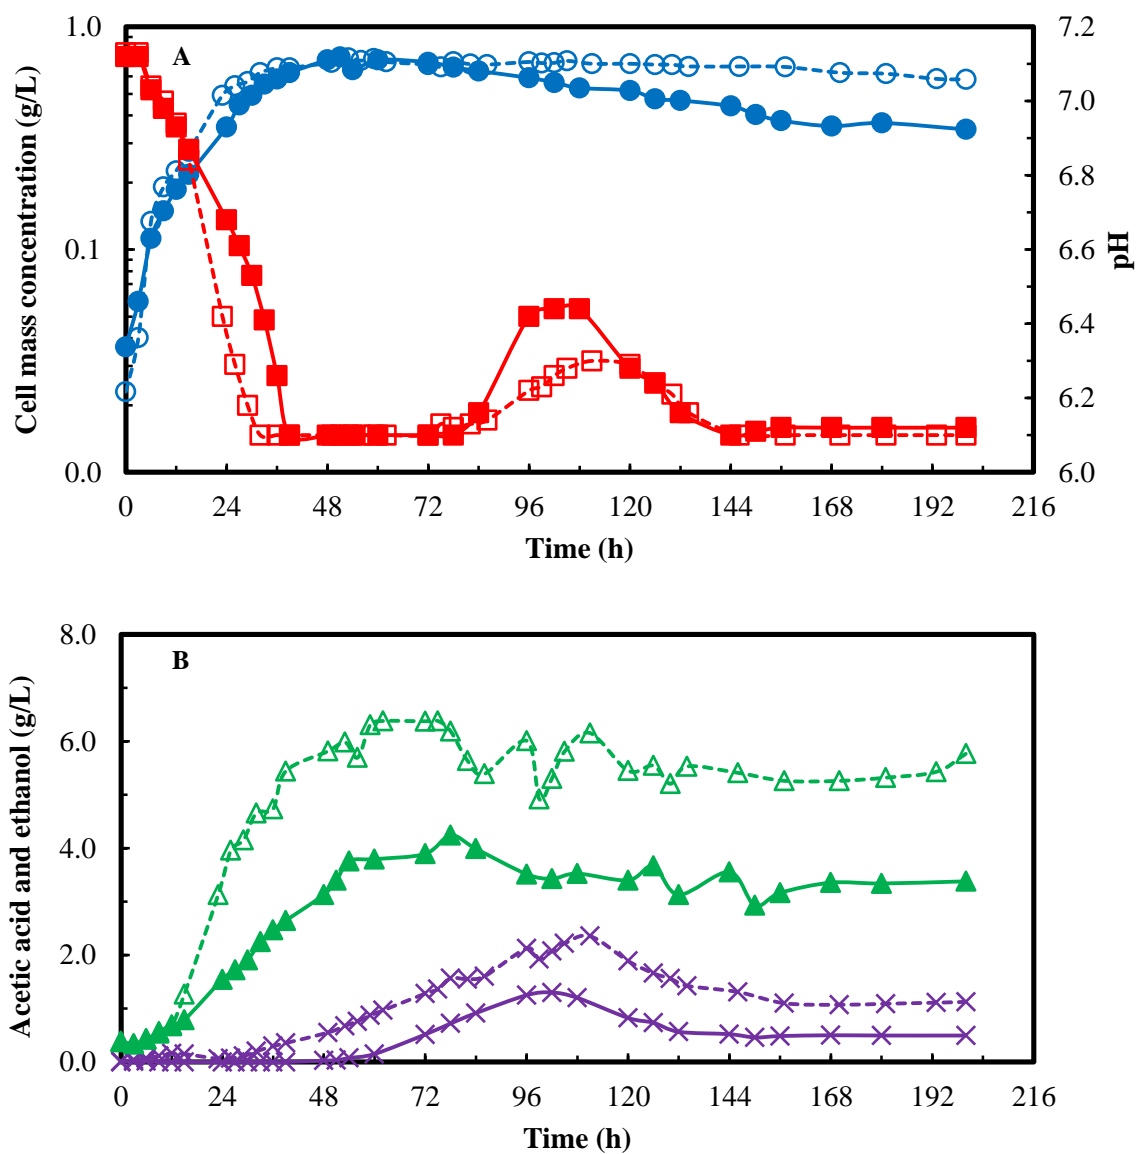 1.0
7.2
A
7.0
6.8
0.1
6.6
6.4
6.2
0.0
6.0
Cell mass concentration (g/L)
pH
0 24 48 72 96 120 144 168 192 216
Time (h)
8.0
B
6.0
4.0
2.0
0.0
Acetic acid and ethanol (g/L)
0 24 48 72 96 120 144 168 192 216
Time (h)